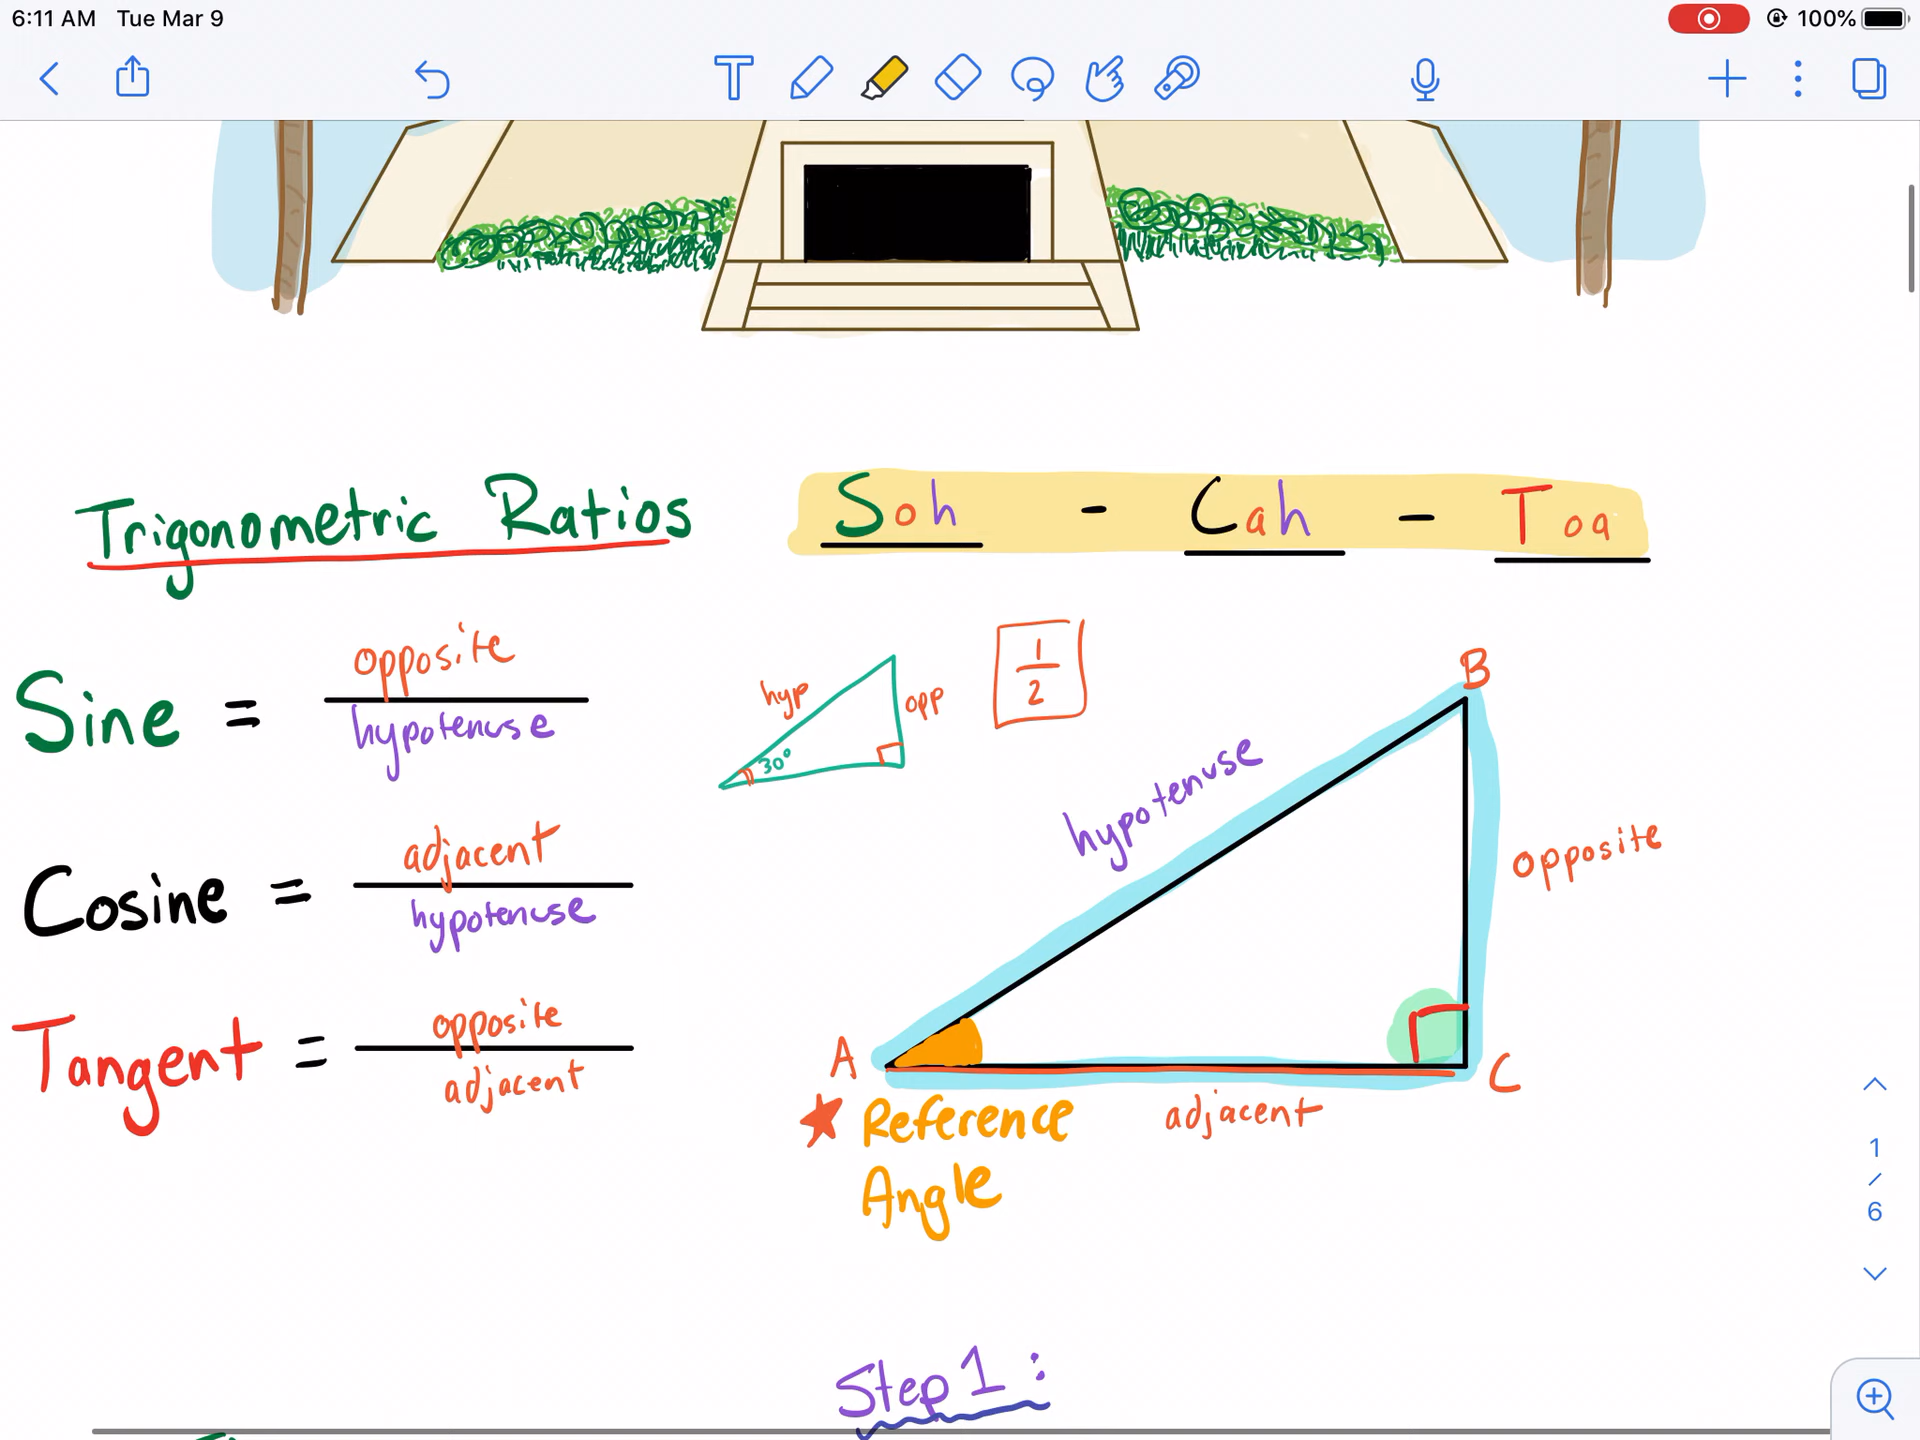 6:11 AM Tue Mar 9
100%
Trigonometric Ratios
Soh - Cah - Toa
Sine = opposite
hypotenuse
hyp
opp
30°
1
2
B
hypotenuse
opposite
Cosine = adjacent
hypotenuse
Tangent = opposite
adjacent
A
C
Reference
Angle
adjacent
1
/
6
Step 1 :